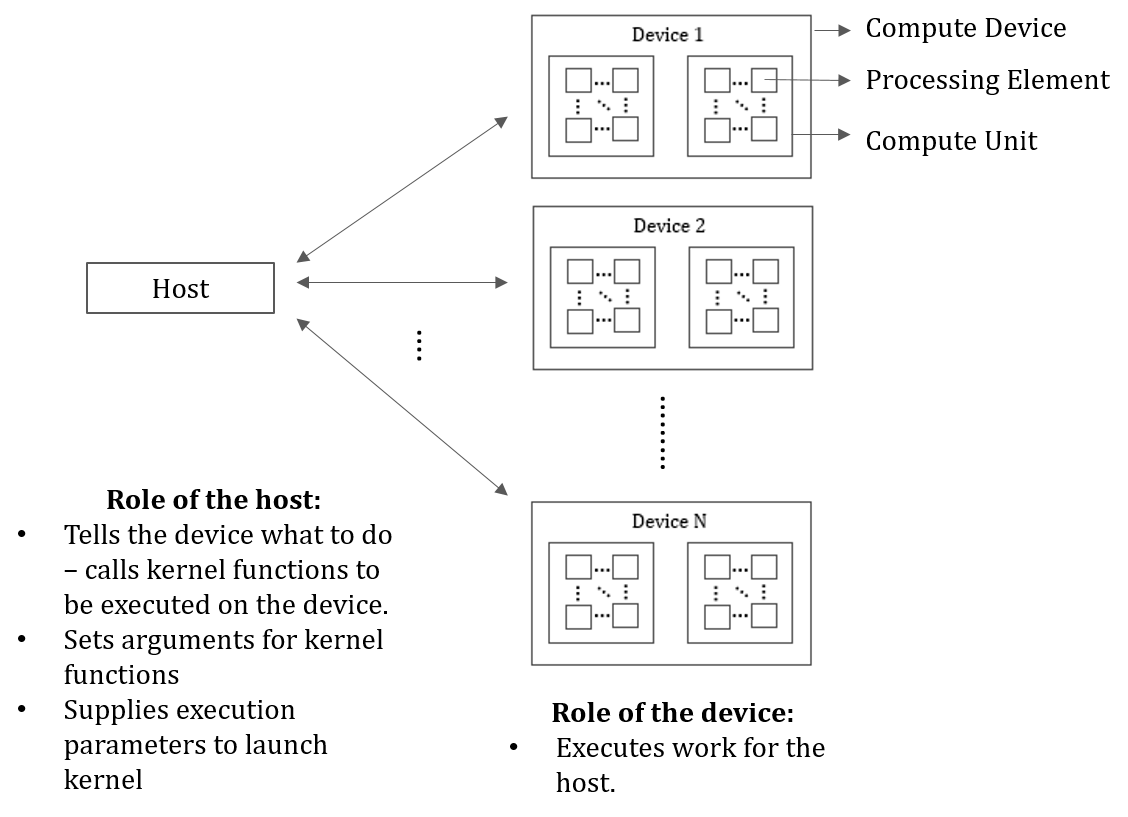 Device 1
Compute Device
Processing Element
Compute Unit
Device 2
Host
Device N
Role of the host:
• Tells the device what to do
– calls kernel functions to
be executed on the device.
• Sets arguments for kernel
functions
• Supplies execution
parameters to launch
kernel
Role of the device:
• Executes work for the
host.